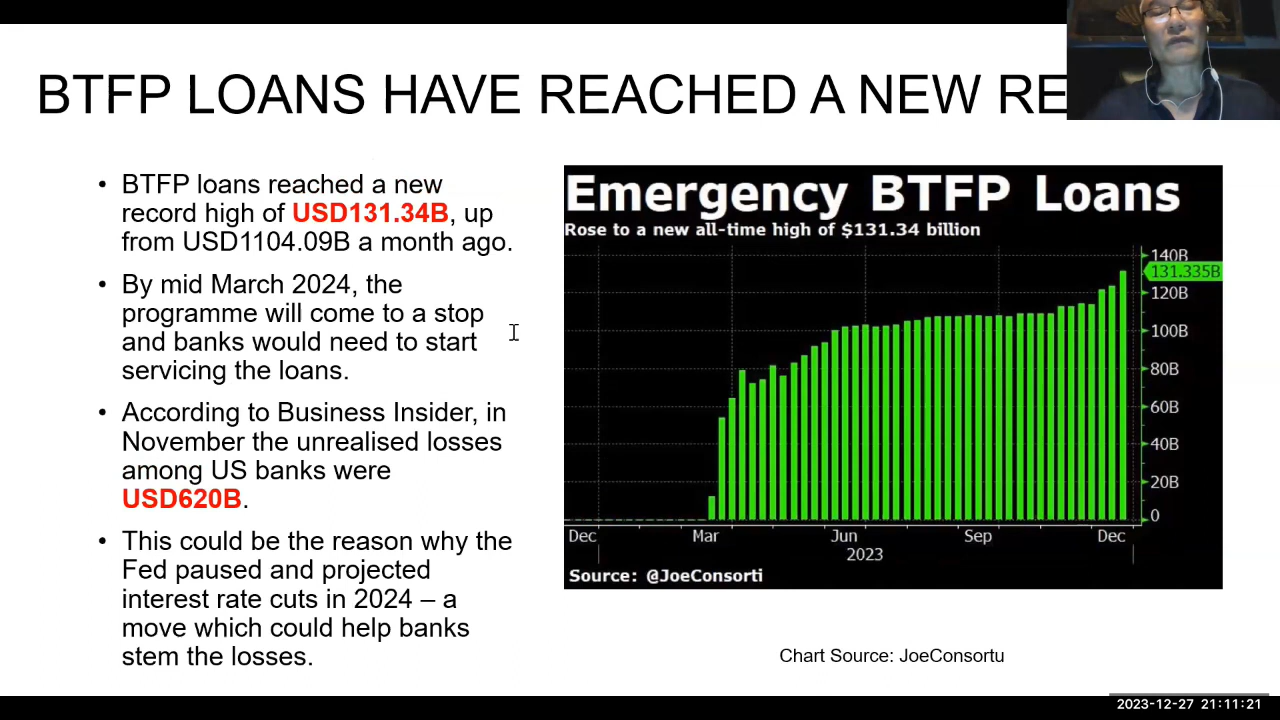 BTFP LOANS HAVE REACHED A NEW RE
• BTFP loans reached a new
record high of USD131.34B, up
from USD1104.09B a month ago.
• By mid March 2024, the
programme will come to a stop
and banks would need to start
servicing the loans.
• According to Business Insider, in
November the unrealised losses
among US banks were
USD620B.
• This could be the reason why the
Fed paused and projected
interest rate cuts in 2024 – a
move which could help banks
stem the losses.
Emergency BTFP Loans
Rose to a new all-time high of $131.34 billion
140B
131.335B
120B
100B
80B
60B
40B
20B
0
Dec Mar Jun Sep Dec
2023
Source: @JoeConsorti
Chart Source: JoeConsortu
2023-12-27 21:11:21